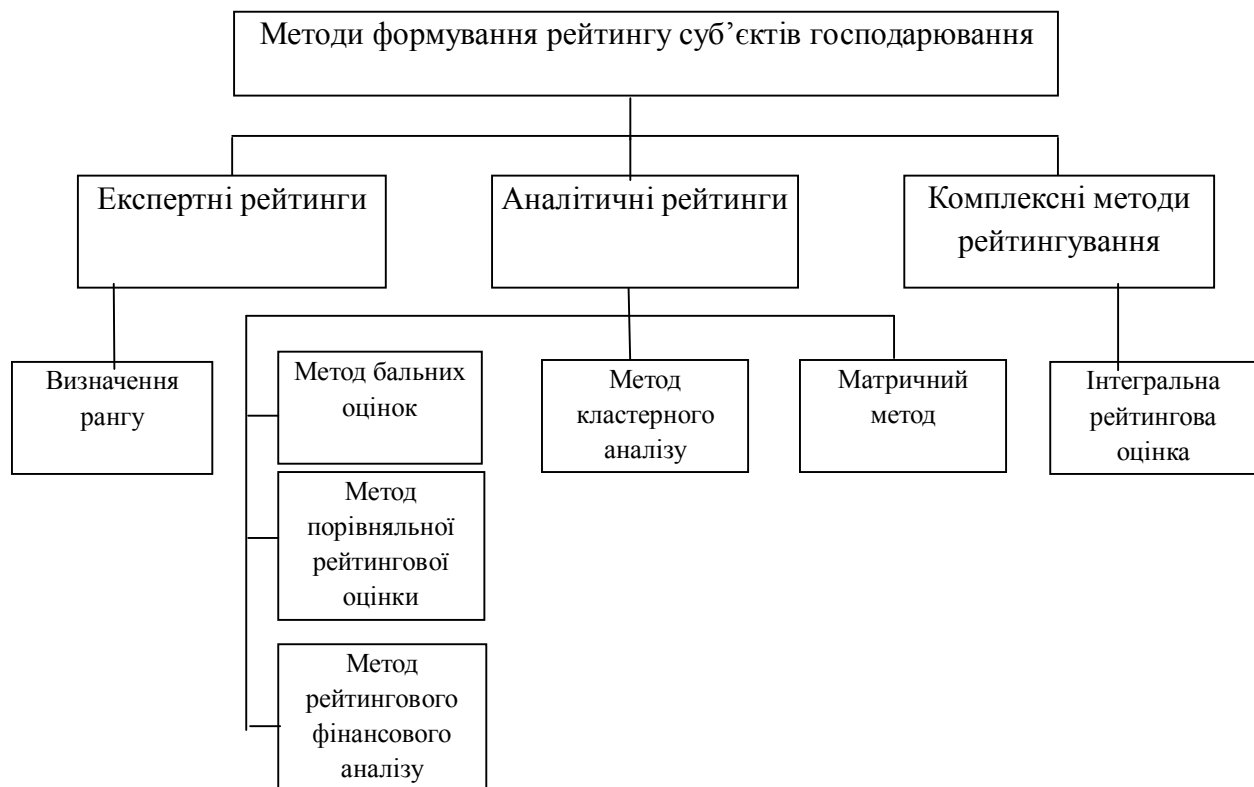 Методи формування рейтингу суб’єктів господарювання
Експертні рейтинги
Аналітичні рейтинги
Комплексні методи
рейтингування
Визначення
рангу
Метод бальних
оцінок
Метод
кластерного
аналізу
Матричний
метод
Інтегральна
рейтингова
оцінка
Метод
порівняльної
рейтингової
оцінки
Метод
рейтингового
фінансового
аналізу